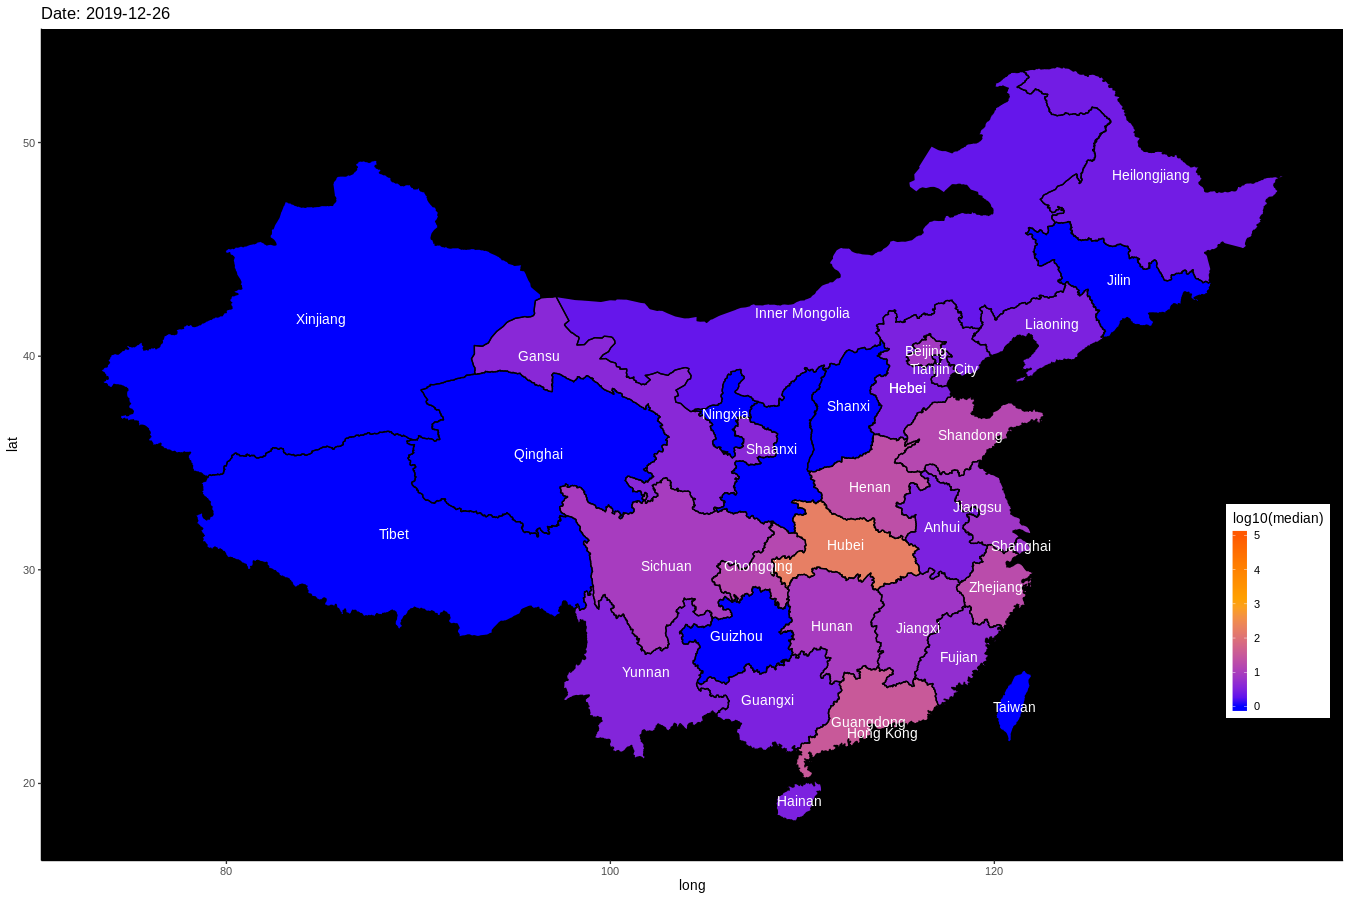 Date: 2019-12-26
50
40
30
20
lat
80
100
120
long
Heilongjiang
Jilin
Inner Mongolia
Xinjiang
Liaoning
Gansu
Beijing
Tianjin City
Hebei
Shanxi
Ningxia
Shandong
Shaanxi
Qinghai
Henan
Jiangsu
Anhui
Tibet
Shanghai
Hubei
Sichuan
Chongqing
Zhejiang
Hunan
Jiangxi
Guizhou
Fujian
Yunnan
Guangxi
Taiwan
Guangdong
Hong Kong
Hainan
log10(median)
5
4
3
2
1
0